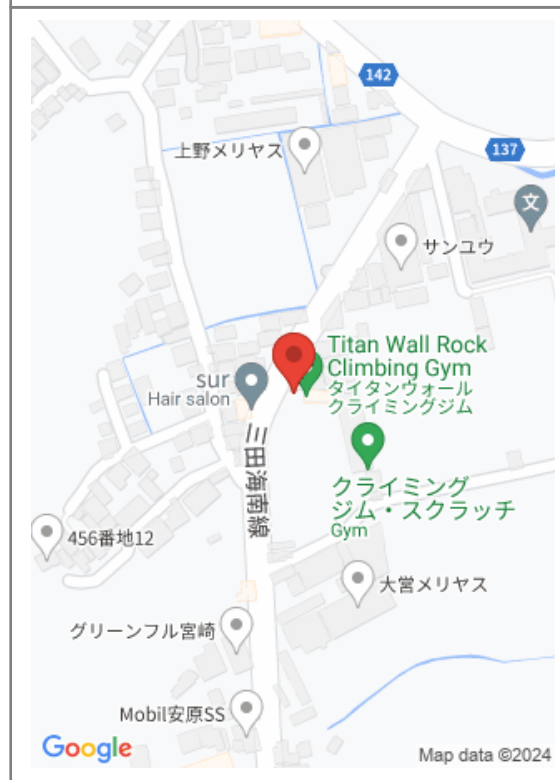 142
上野メリヤス
137
文
サンユウ
Titan Wall Rock
Climbing Gym
タイタンウォール
クライミングジム
sur
Hair salon
三田海南線
クライミング
ジム・スクラッチ
Gym
456番地12
大営メリヤス
グリーンフル宮崎
Mobil安原SS
Google
Map data ©2024